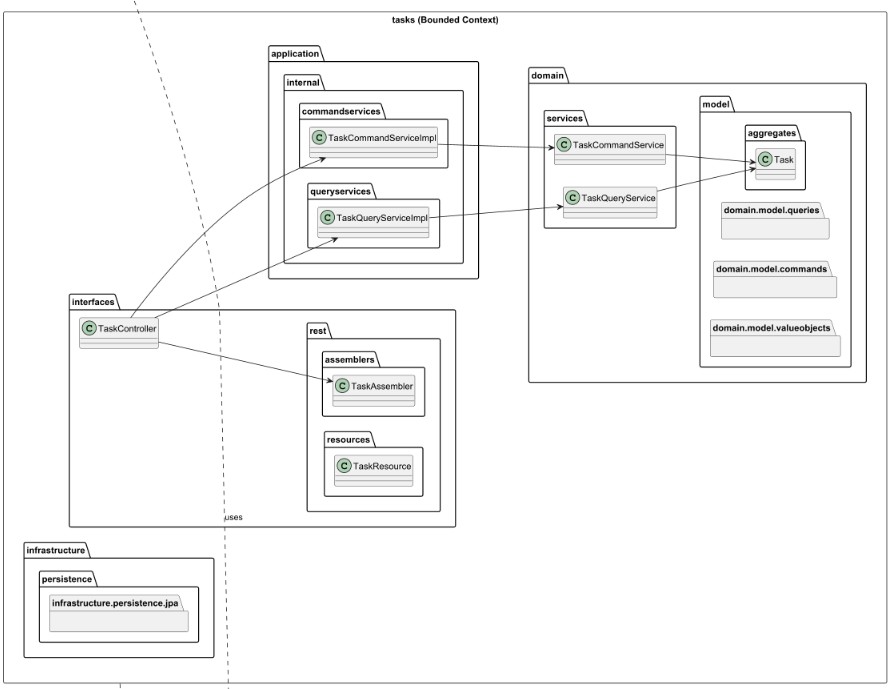 tasks (Bounded Context)
application
internal
commandservices
C TaskCommandServiceImpl
queryservices
C TaskQueryServiceImpl
domain
services
C TaskCommandService
C TaskQueryService
model
aggregates
C Task
domain.model.queries
domain.model.commands
domain.model.valueobjects
interfaces
C TaskController
rest
assemblers
C TaskAssembler
resources
C TaskResource
uses
infrastructure
persistence
infrastructure.persistence.jpa